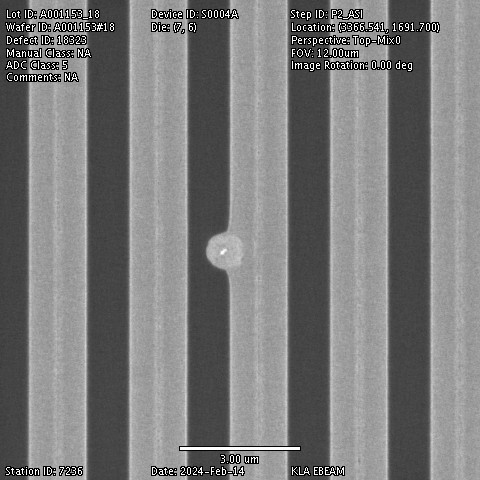 Lot ID: A001153_18
Wafer ID: A001153#18
Defect ID: 18323
Manual Class: NA
ADC Class: 5
Comments: NA
Device ID: S0004A
Die: (7, 6)
Step ID: P2_ASI
Location: (3366.541, 1691.700)
Perspective: Top-Mix0
FOV: 12.00um
Image Rotation: 0.00 deg
3.00 um
Station ID: 7236
Date: 2024-Feb-14
KLA EBEAM